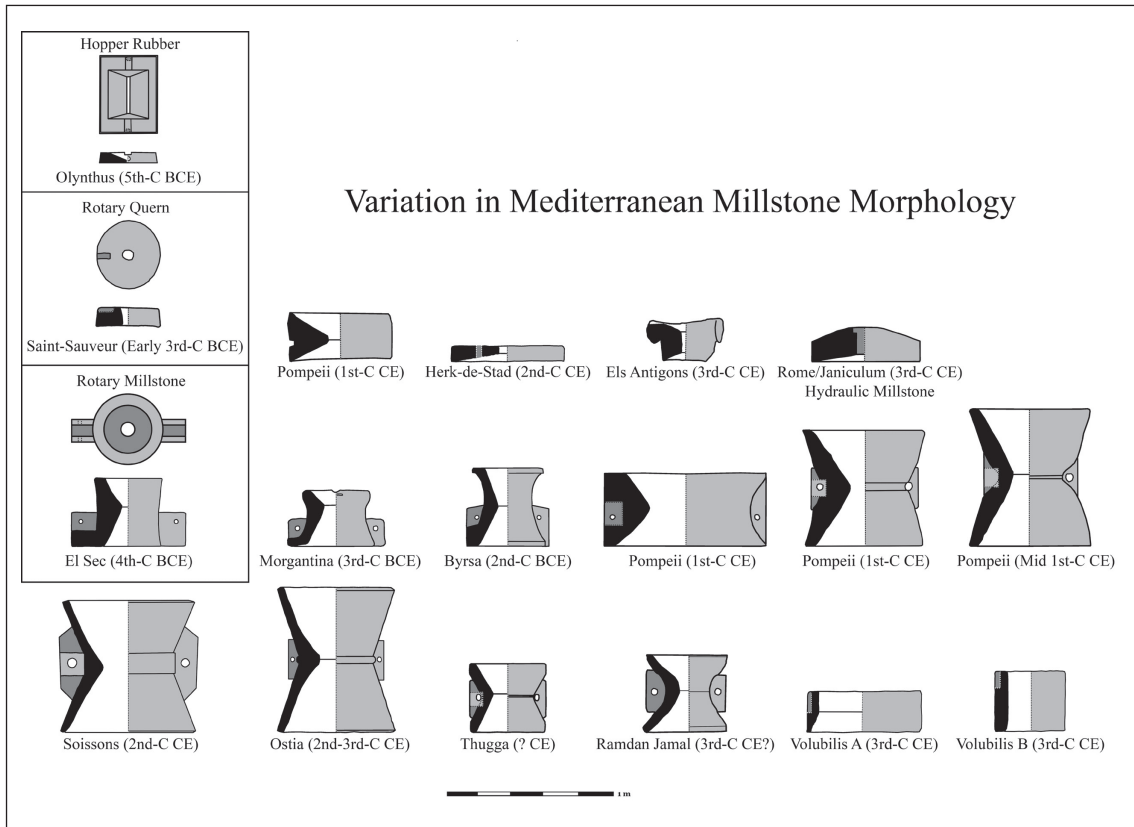 Hopper Rubber
Olynthus (5th-C BCE)
Rotary Quern
Saint-Sauveur (Early 3rd-C BCE)
Rotary Millstone
El Sec (4th-C BCE)
Variation in Mediterranean Millstone Morphology
Pompeii (1st-C CE)
Herk-de-Stad (2nd-C CE)
Els Antigons (3rd-C CE)
Rome/Janiculum (3rd-C CE)
Hydraulic Millstone
Morgantina (3rd-C BCE)
Byrsa (2nd-C BCE)
Pompeii (1st-C CE)
Pompeii (1st-C CE)
Pompeii (Mid 1st-C CE)
Soissons (2nd-C CE)
Ostia (2nd-3rd-C CE)
Thugga (? CE)
Ramdan Jamal (3rd-C CE?)
Volubilis A (3rd-C CE)
Volubilis B (3rd-C CE)
1 m